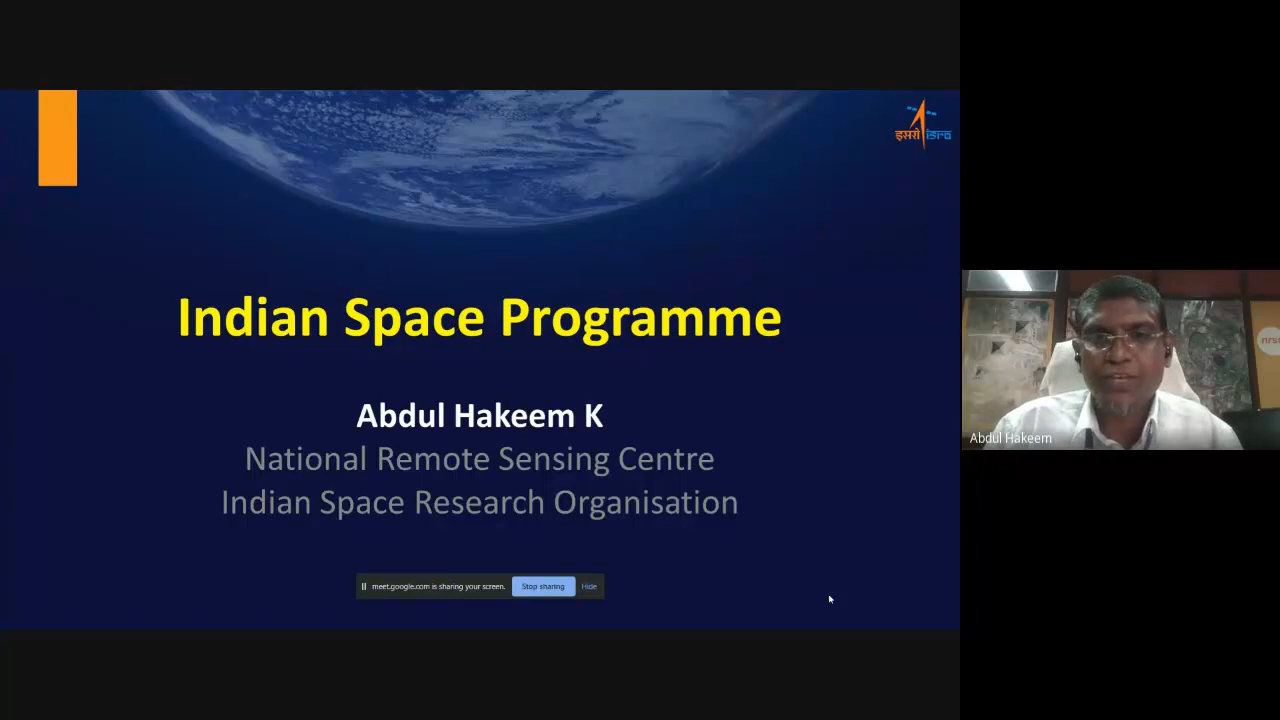 इसरो isro
Indian Space Programme
Abdul Hakeem K
National Remote Sensing Centre
Indian Space Research Organisation
meet.google.com is sharing your screen. Stop sharing Hide
nrsc
Abdul Hakeem